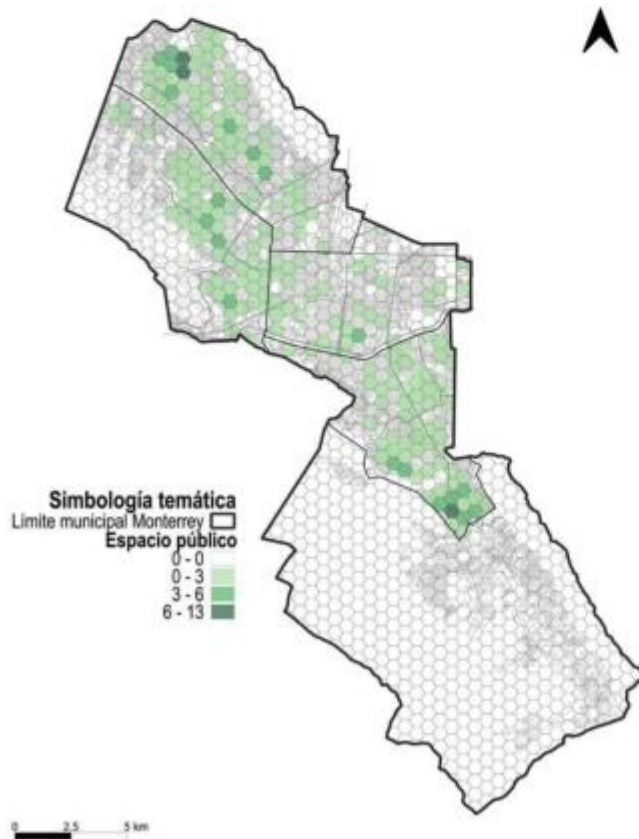 Simbología temática
Límite municipal Monterrey
Espacio público
0 - 0
0 - 3
3 - 6
6 - 13
0 2.5 5 km